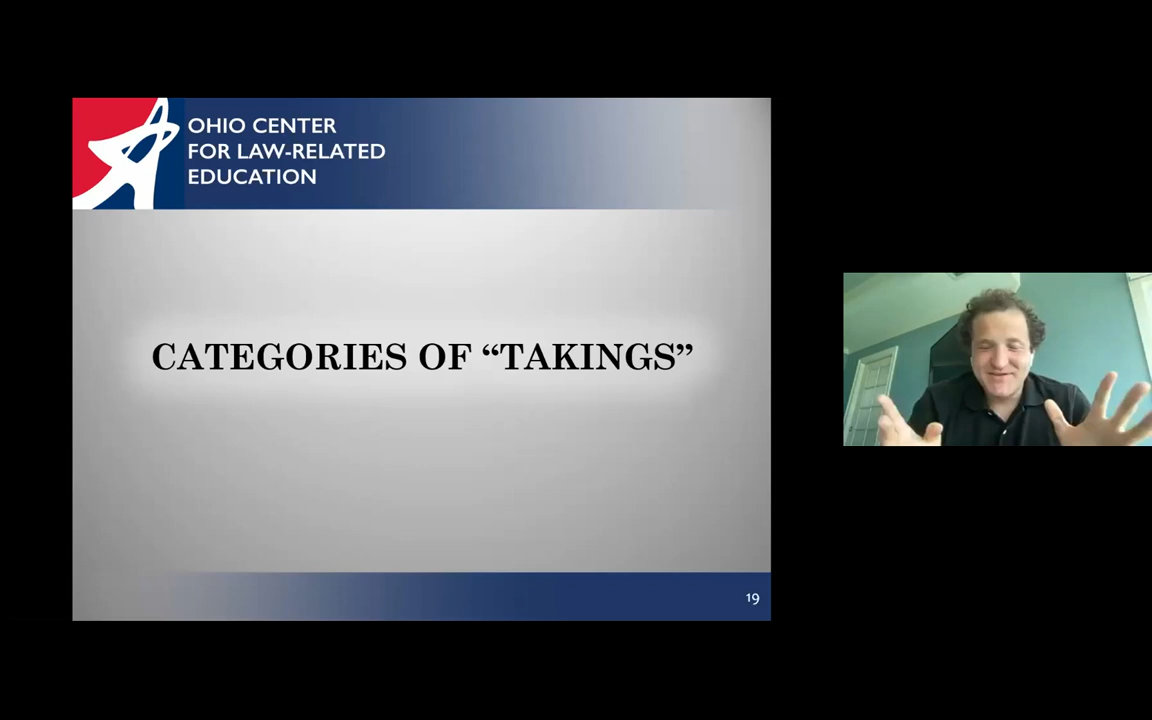 OHIO CENTER
FOR LAW-RELATED
EDUCATION
CATEGORIES OF “TAKINGS”
19